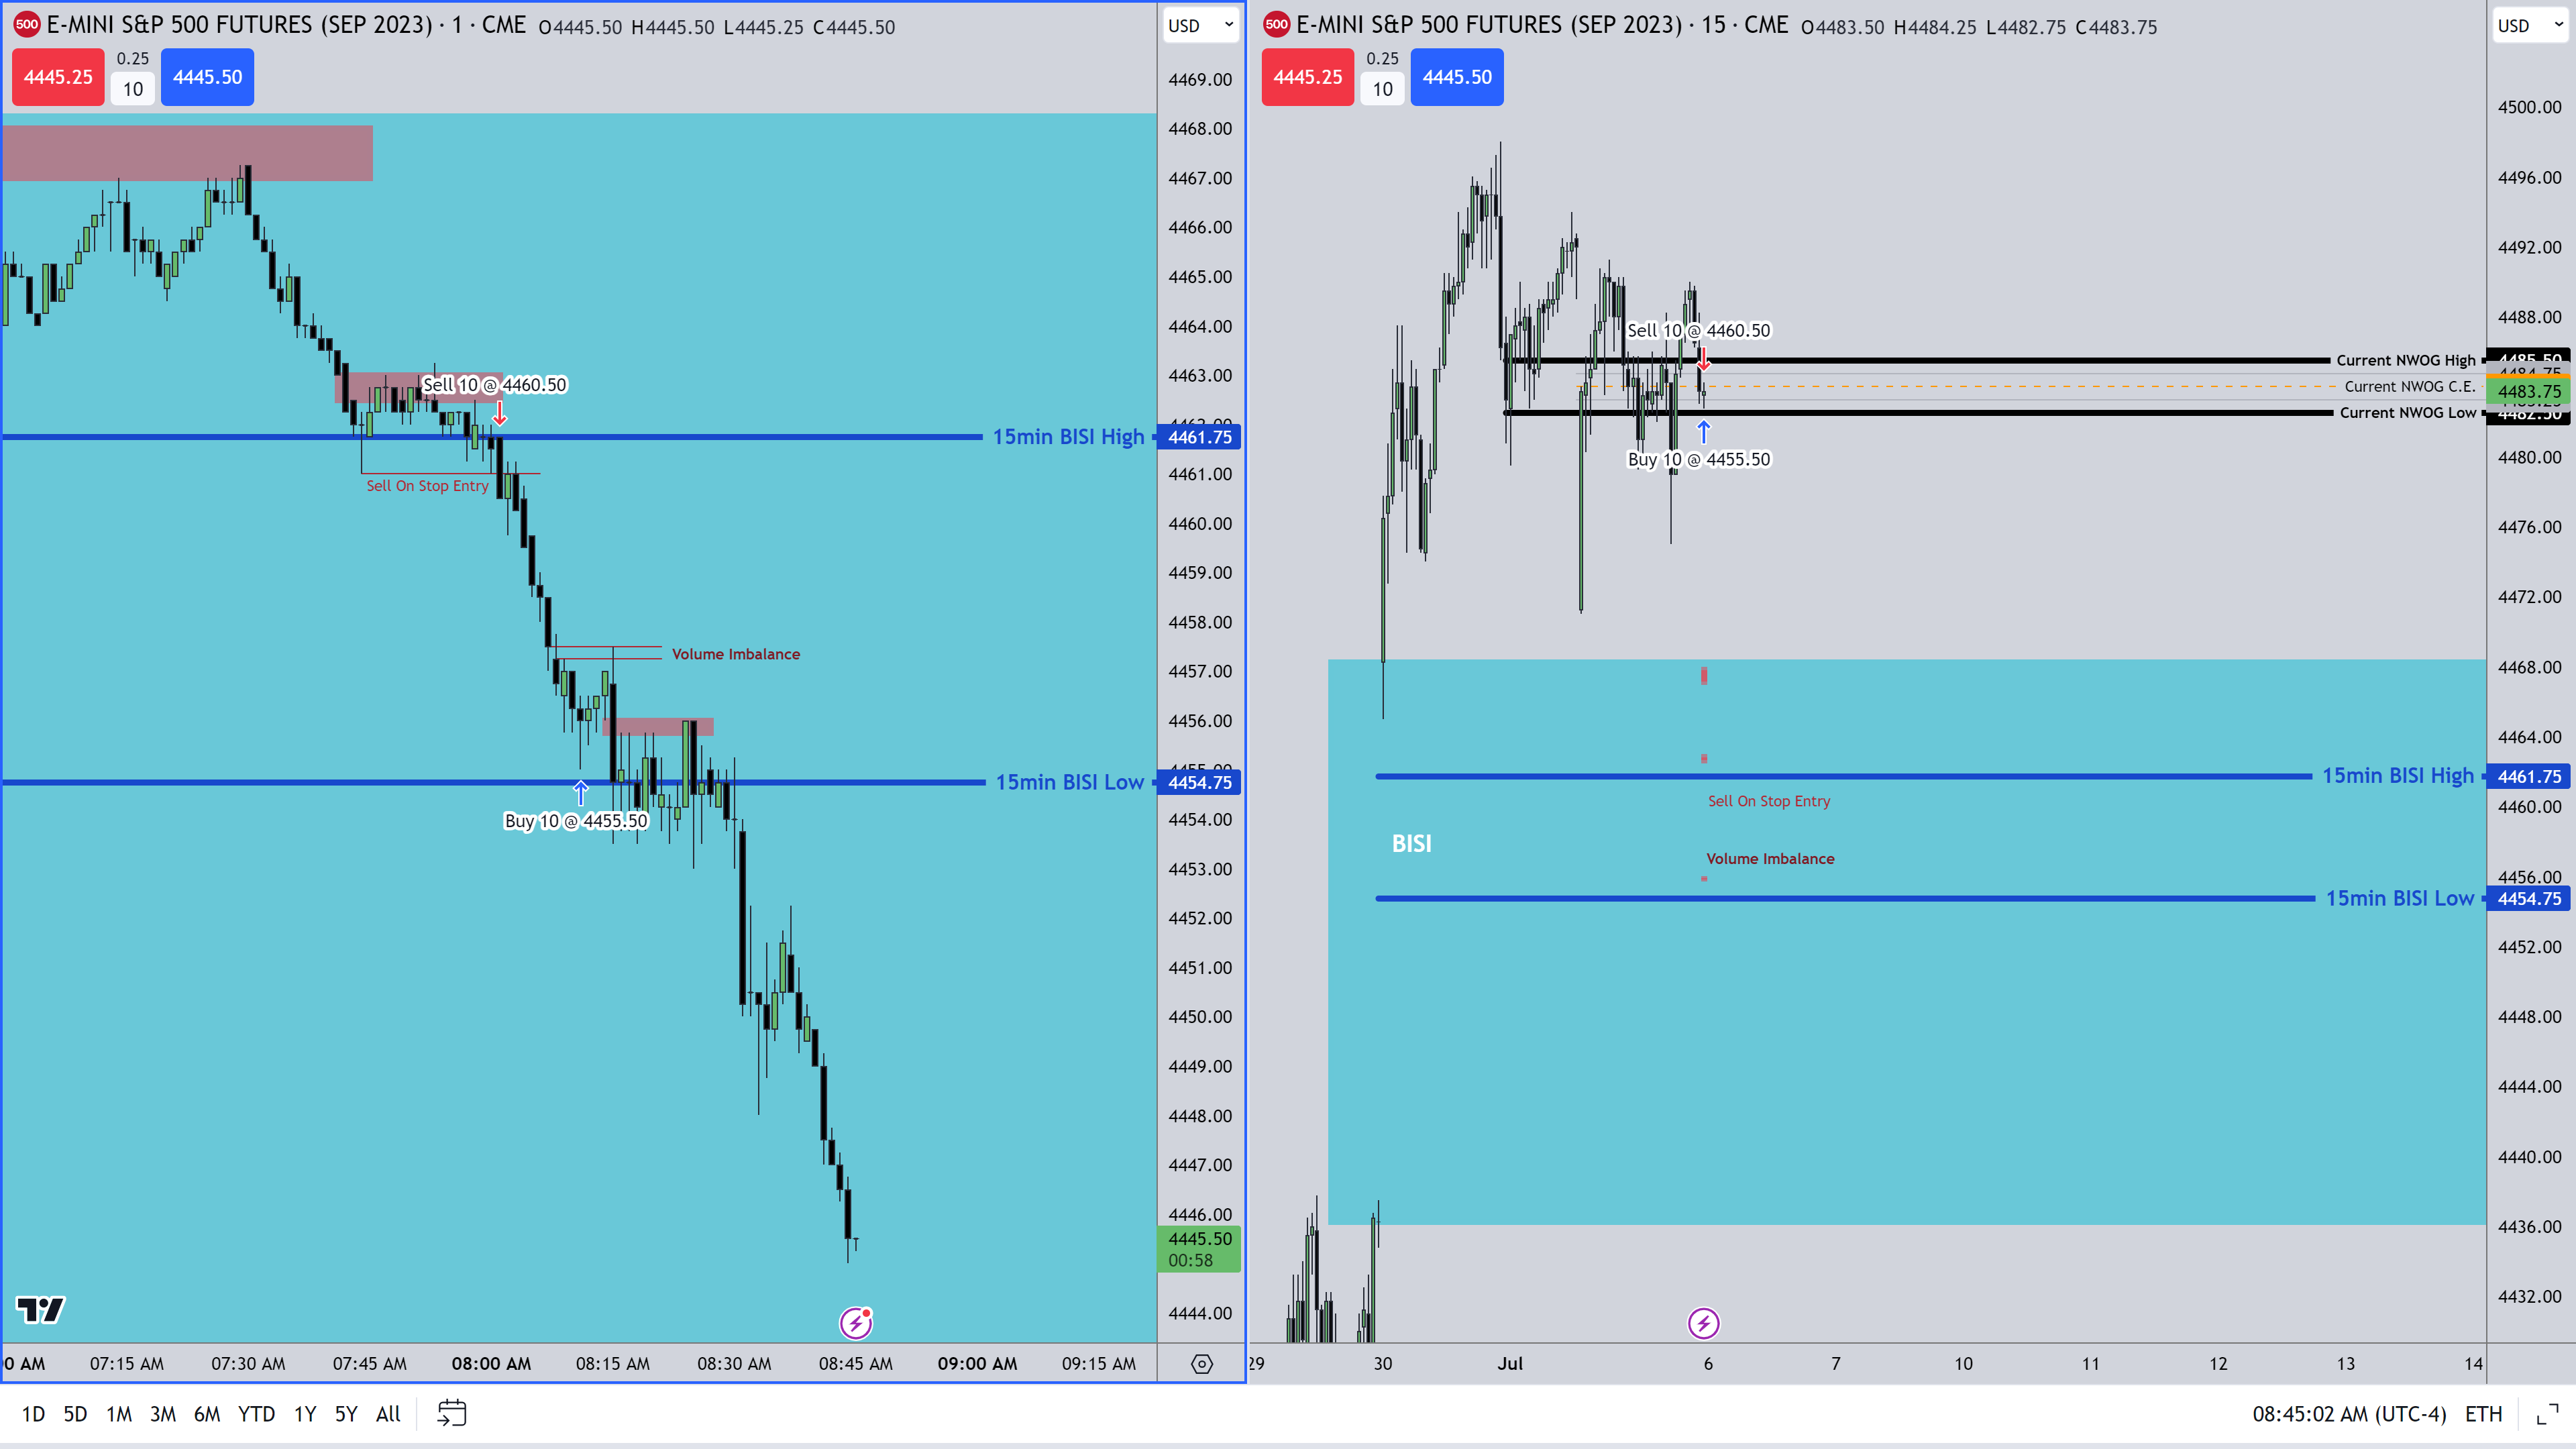 500 E-MINI S&P 500 FUTURES (SEP 2023) · 1 · CME O4445.50 H4445.50 L4445.25 C4445.50
USD
4445.25
0.25
10
4445.50
4469.00
4468.00
4467.00
4466.00
4465.00
4464.00
4463.00
4461.00
4460.00
4459.00
4458.00
4457.00
4456.00
4454.00
4453.00
4452.00
4451.00
4450.00
4449.00
4448.00
4447.00
4446.00
4444.00
Sell 10 @ 4460.50
15min BISI High
4461.75
Sell On Stop Entry
Volume Imbalance
15min BISI Low
4454.75
Buy 10 @ 4455.50
4445.50
00:58
07:15 AM 07:30 AM 07:45 AM 08:00 AM 08:15 AM 08:30 AM 08:45 AM 09:00 AM 09:15 AM
500 E-MINI S&P 500 FUTURES (SEP 2023) · 15 · CME O4483.50 H4484.25 L4482.75 C4483.75
USD
4445.25
0.25
10
4445.50
4500.00
4496.00
4492.00
4488.00
Sell 10 @ 4460.50
Current NWOG High
Current NWOG C.E.
4483.75
Current NWOG Low
Buy 10 @ 4455.50
4480.00
4476.00
4472.00
4468.00
4464.00
15min BISI High
4461.75
Sell On Stop Entry
4460.00
BISI
Volume Imbalance
4456.00
15min BISI Low
4454.75
4452.00
4448.00
4444.00
4440.00
4436.00
4432.00
29 30 Jul 6 7 10 11 12 13 14
1D 5D 1M 3M 6M YTD 1Y 5Y All
08:45:02 AM (UTC-4) ETH